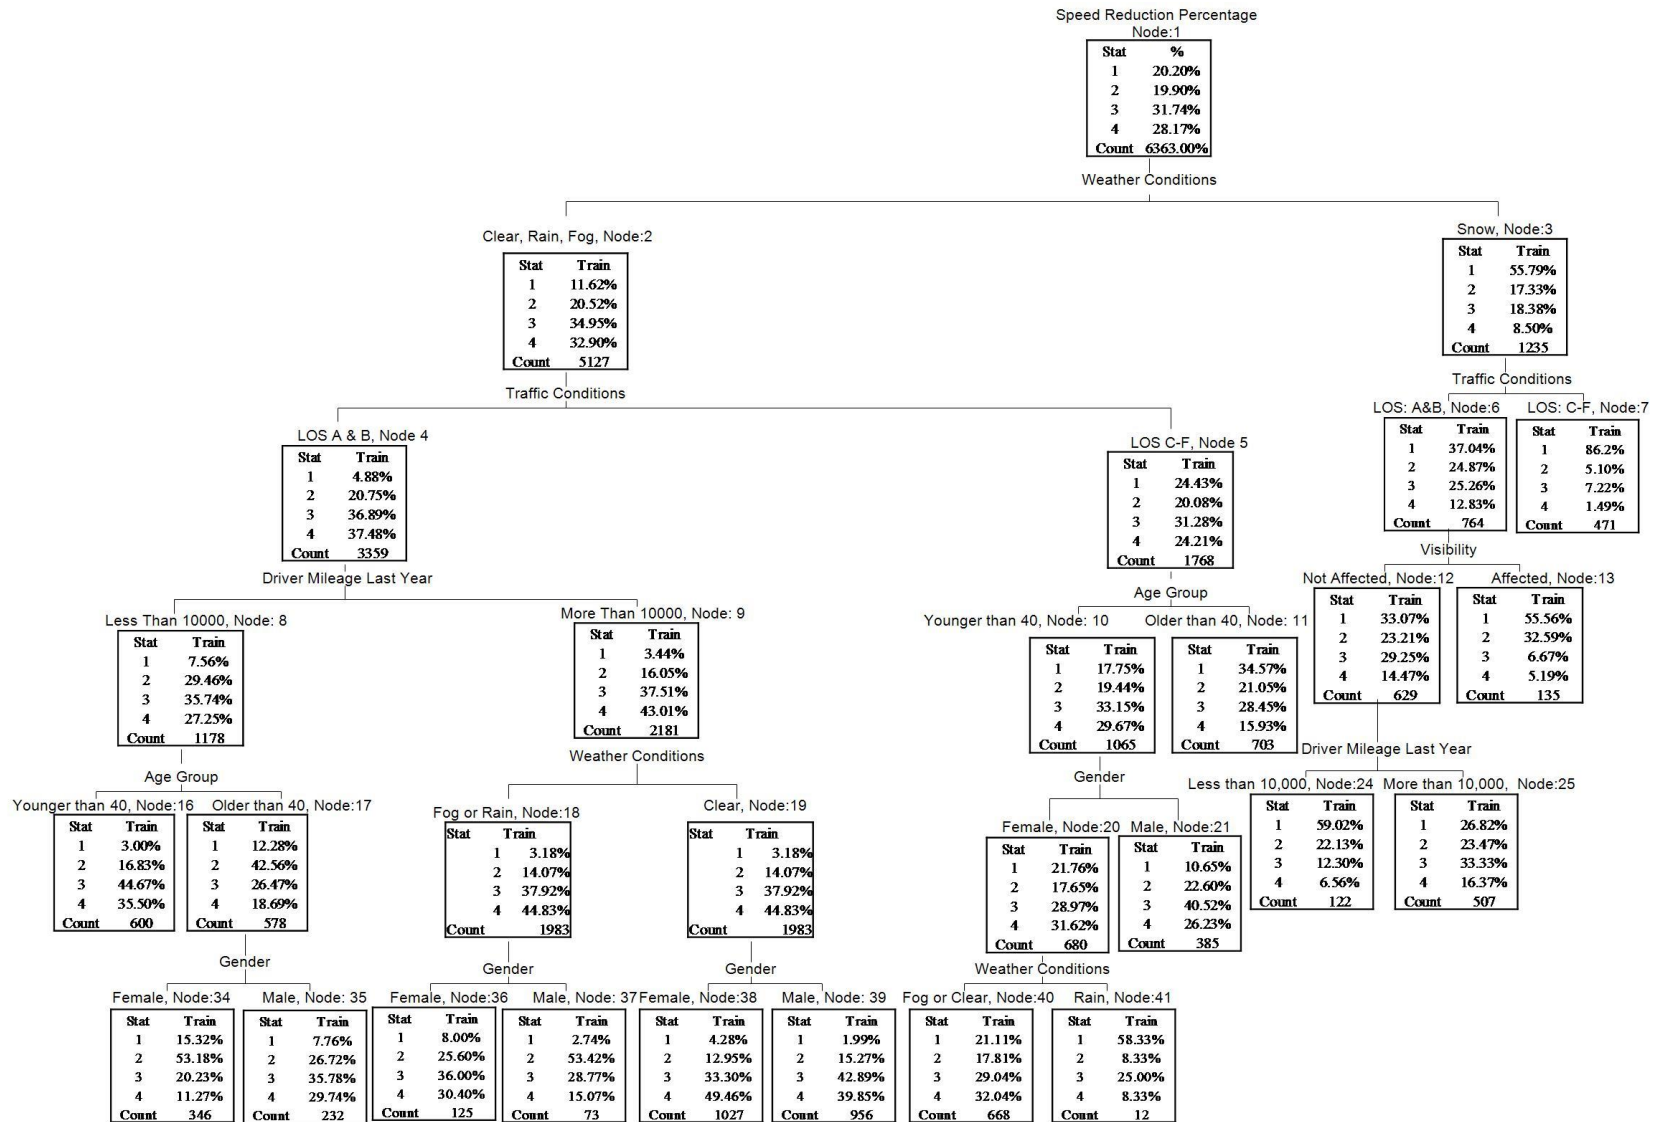 Speed Reduction Percentage
Node:1
Stat %
1 20.20%
2 19.90%
3 31.74%
4 28.17%
Count 6363.00%
Weather Conditions
Clear, Rain, Fog, Node:2
Stat Train
1 11.62%
2 20.52%
3 34.95%
4 32.90%
Count 5127
Traffic Conditions
Snow, Node:3
Stat Train
1 55.79%
2 17.33%
3 18.38%
4 8.50%
Count 1235
Traffic Conditions
LOS A & B, Node 4
Stat Train
1 4.88%
2 20.75%
3 36.89%
4 37.48%
Count 3359
Driver Mileage Last Year
LOS C-F, Node 5
Stat Train
1 24.43%
2 20.08%
3 31.28%
4 24.21%
Count 1768
Age Group
LOS: A&B, Node:6
Stat Train
1 37.04%
2 24.87%
3 25.26%
4 12.83%
Count 764
Visibility
LOS: C-F, Node:7
Stat Train
1 86.2%
2 5.10%
3 7.22%
4 1.49%
Count 471
Less Than 10000, Node: 8
Stat Train
1 7.56%
2 29.46%
3 35.74%
4 27.25%
Count 1178
Age Group
More Than 10000, Node: 9
Stat Train
1 3.44%
2 16.05%
3 37.51%
4 43.01%
Count 2181
Weather Conditions
Younger than 40, Node: 10
Stat Train
1 17.75%
2 19.44%
3 33.15%
4 29.67%
Count 1065
Gender
Older than 40, Node: 11
Stat Train
1 34.57%
2 21.05%
3 28.45%
4 15.93%
Count 703
Not Affected, Node:12
Stat Train
1 33.07%
2 23.21%
3 29.25%
4 14.47%
Count 629
Driver Mileage Last Year
Affected, Node:13
Stat Train
1 55.56%
2 32.59%
3 6.67%
4 5.19%
Count 135
Younger than 40, Node:16
Stat Train
1 3.00%
2 16.83%
3 44.67%
4 35.50%
Count 600
Older than 40, Node:17
Stat Train
1 12.28%
2 42.56%
3 26.47%
4 18.69%
Count 578
Gender
Fog or Rain, Node:18
Stat Train
1 3.18%
2 14.07%
3 37.92%
4 44.83%
Count 1983
Gender
Clear, Node:19
Stat Train
1 3.18%
2 14.07%
3 37.92%
4 44.83%
Count 1983
Gender
Female, Node:20
Stat Train
1 21.76%
2 17.65%
3 28.97%
4 31.62%
Count 680
Weather Conditions
Male, Node:21
Stat Train
1 10.65%
2 22.60%
3 40.52%
4 26.23%
Count 385
Less than 10,000, Node:24
Stat Train
1 59.02%
2 22.13%
3 12.30%
4 6.56%
Count 122
More than 10,000, Node:25
Stat Train
1 26.82%
2 23.47%
3 33.33%
4 16.37%
Count 507
Female, Node:34
Stat Train
1 15.32%
2 53.18%
3 20.23%
4 11.27%
Count 346
Male, Node: 35
Stat Train
1 7.76%
2 26.72%
3 35.78%
4 29.74%
Count 232
Female, Node:36
Stat Train
1 8.00%
2 25.60%
3 36.00%
4 30.40%
Count 125
Male, Node: 37
Stat Train
1 2.74%
2 53.42%
3 28.77%
4 15.07%
Count 73
Female, Node:38
Stat Train
1 4.28%
2 12.95%
3 33.30%
4 49.46%
Count 1027
Male, Node: 39
Stat Train
1 1.99%
2 15.27%
3 42.89%
4 39.85%
Count 956
Fog or Clear, Node:40
Stat Train
1 21.11%
2 17.81%
3 29.04%
4 32.04%
Count 668
Rain, Node:41
Stat Train
1 58.33%
2 8.33%
3 25.00%
4 8.33%
Count 12